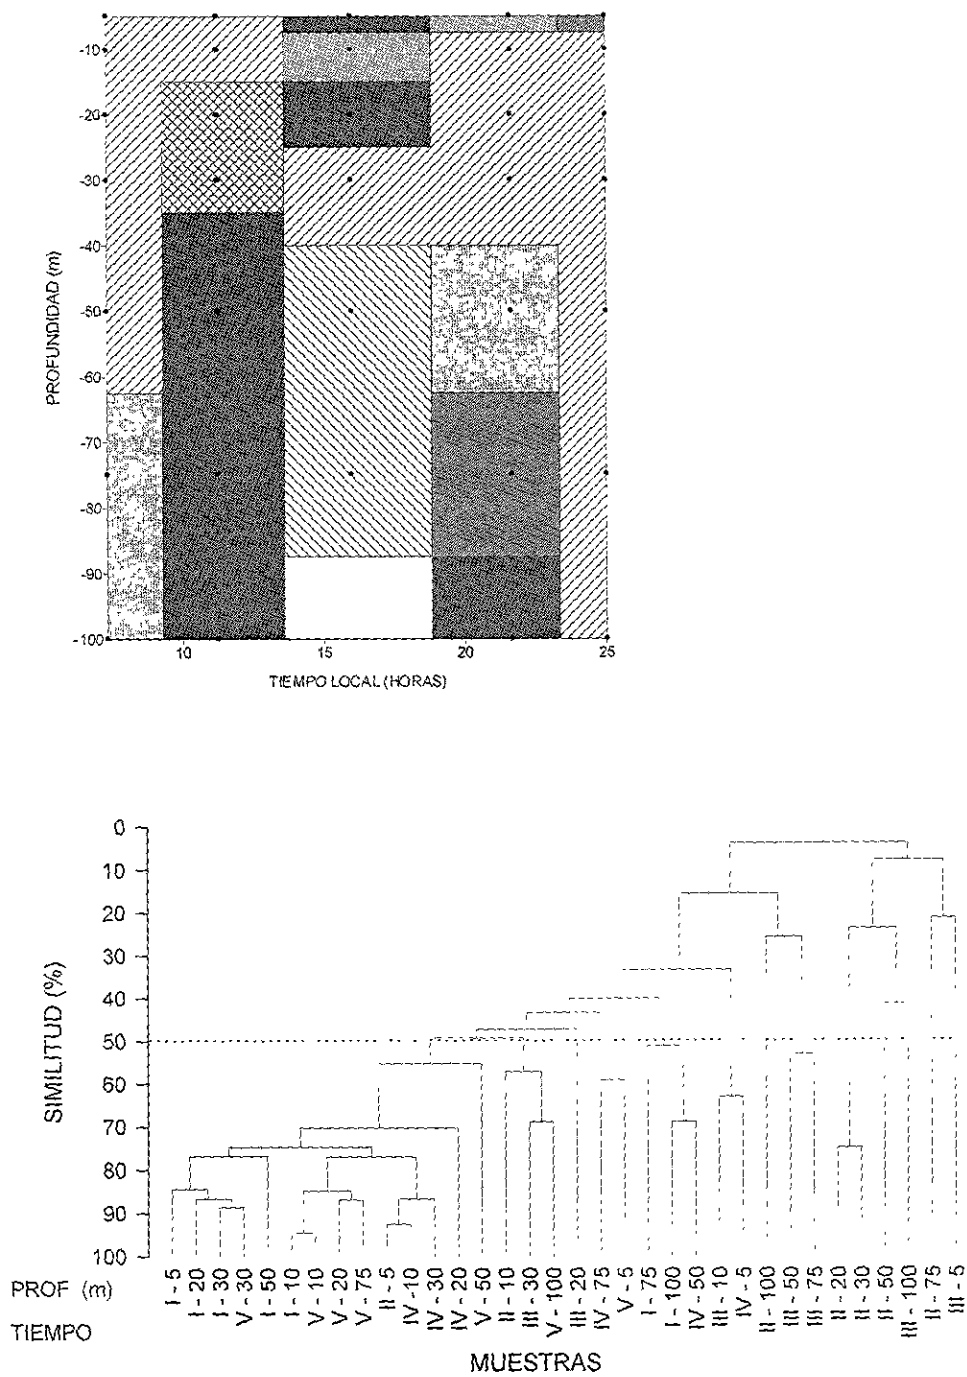 -10
-20
-30
-40
-50
-60
-70
-80
-90
-100
PROFUNDIDAD (m)
10 15 20 25
TIEMPO LOCAL (HORAS)
0
10
20
30
40
50
60
70
80
90
100
SIMILITUD (%)
PROF (m)
TIEMPO
I - 5
I - 20
I - 30
V - 30
I - 50
I - 10
V - 10
V - 20
V - 75
II - 5
IV - 10
IV - 30
IV - 20
V - 50
II - 10
III - 30
V - 100
III - 20
IV - 75
V - 5
I - 75
I - 100
IV - 50
III - 10
IV - 5
II - 100
III - 50
III - 75
II - 20
II - 30
II - 50
III - 100
II - 75
III - 5
MUESTRAS